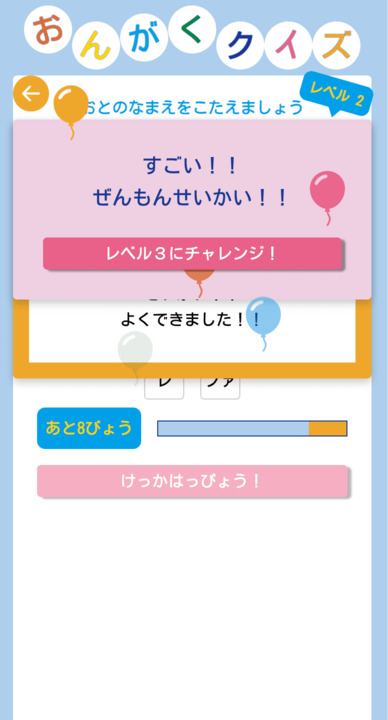 おんがくクイズ
レベル 2
おとのなまえをこたえましょう
すごい！！
ぜんもんせいかい！！
レベル３にチャレンジ！
よくできました！！
レ
ファ
あと8びょう
けっかはっぴょう！